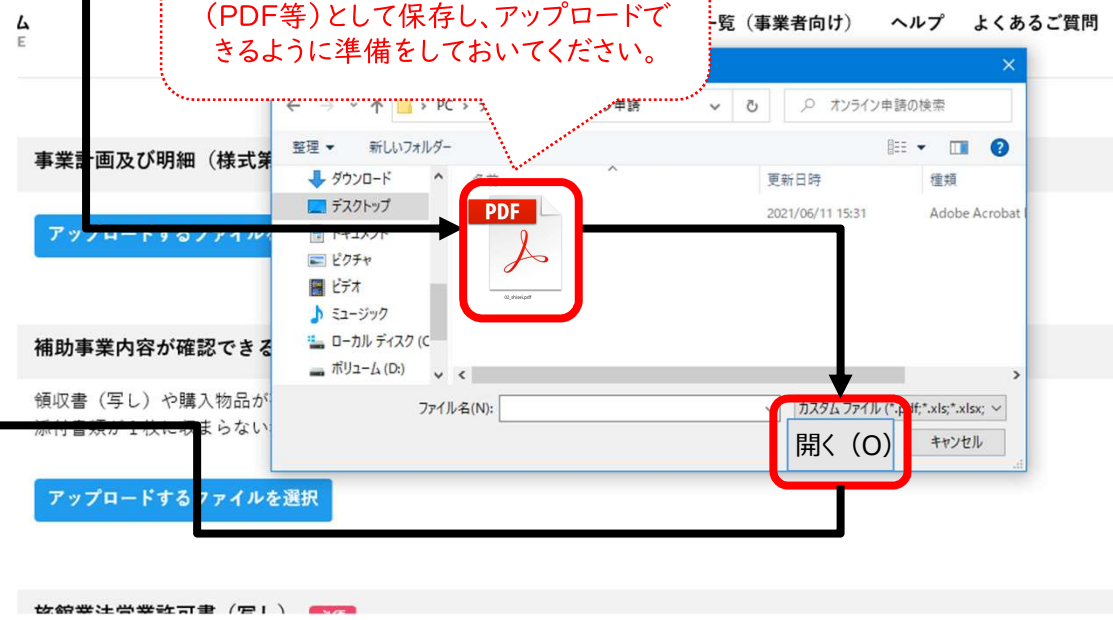 ム
E
（PDF等）として保存し、アップロードで
きるように準備をしておいてください。
覧（事業者向け） ヘルプ よくあるご質問
PC
申請
オンライン申請の検索
整理 新しいフォルダー
事業計画及び明細（様式第
ダウンロード
更新日時 種類
デスクトップ
PDF
2021/06/11 15:31 Adobe Acrobat
アップロードするファイル
ドキュメント
ピクチャ
ビデオ
ミュージック
ローカル ディスク (C
ボリューム (D:)
補助事業内容が確認できる
領収書（写し）や購入物品が
添付書類が1枚に収まらない
ファイル名(N):
カスタム ファイル (*.pdf;*.xls;*.xlsx;
開く（O）
キャンセル
アップロードするファイルを選択
旅館業法営業許可書（写し） 必須